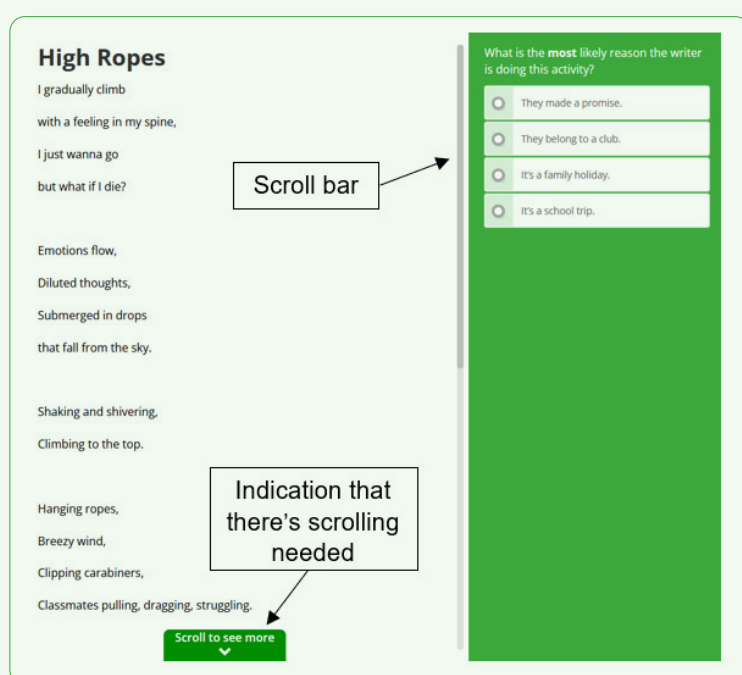 High Ropes
I gradually climb
with a feeling in my spine,
I just wanna go
but what if I die?
Emotions flow,
Diluted thoughts,
Submerged in drops
that fall from the sky.
Shaking and shivering,
Climbing to the top.
Hanging ropes,
Breezy wind,
Clipping carabiners,
Classmates pulling, dragging, struggling.
Scroll to see more
Scroll bar
Indication that
there's scrolling
needed
What is the most likely reason the writer
is doing this activity?
They made a promise.
They belong to a club.
It's a family holiday.
It's a school trip.